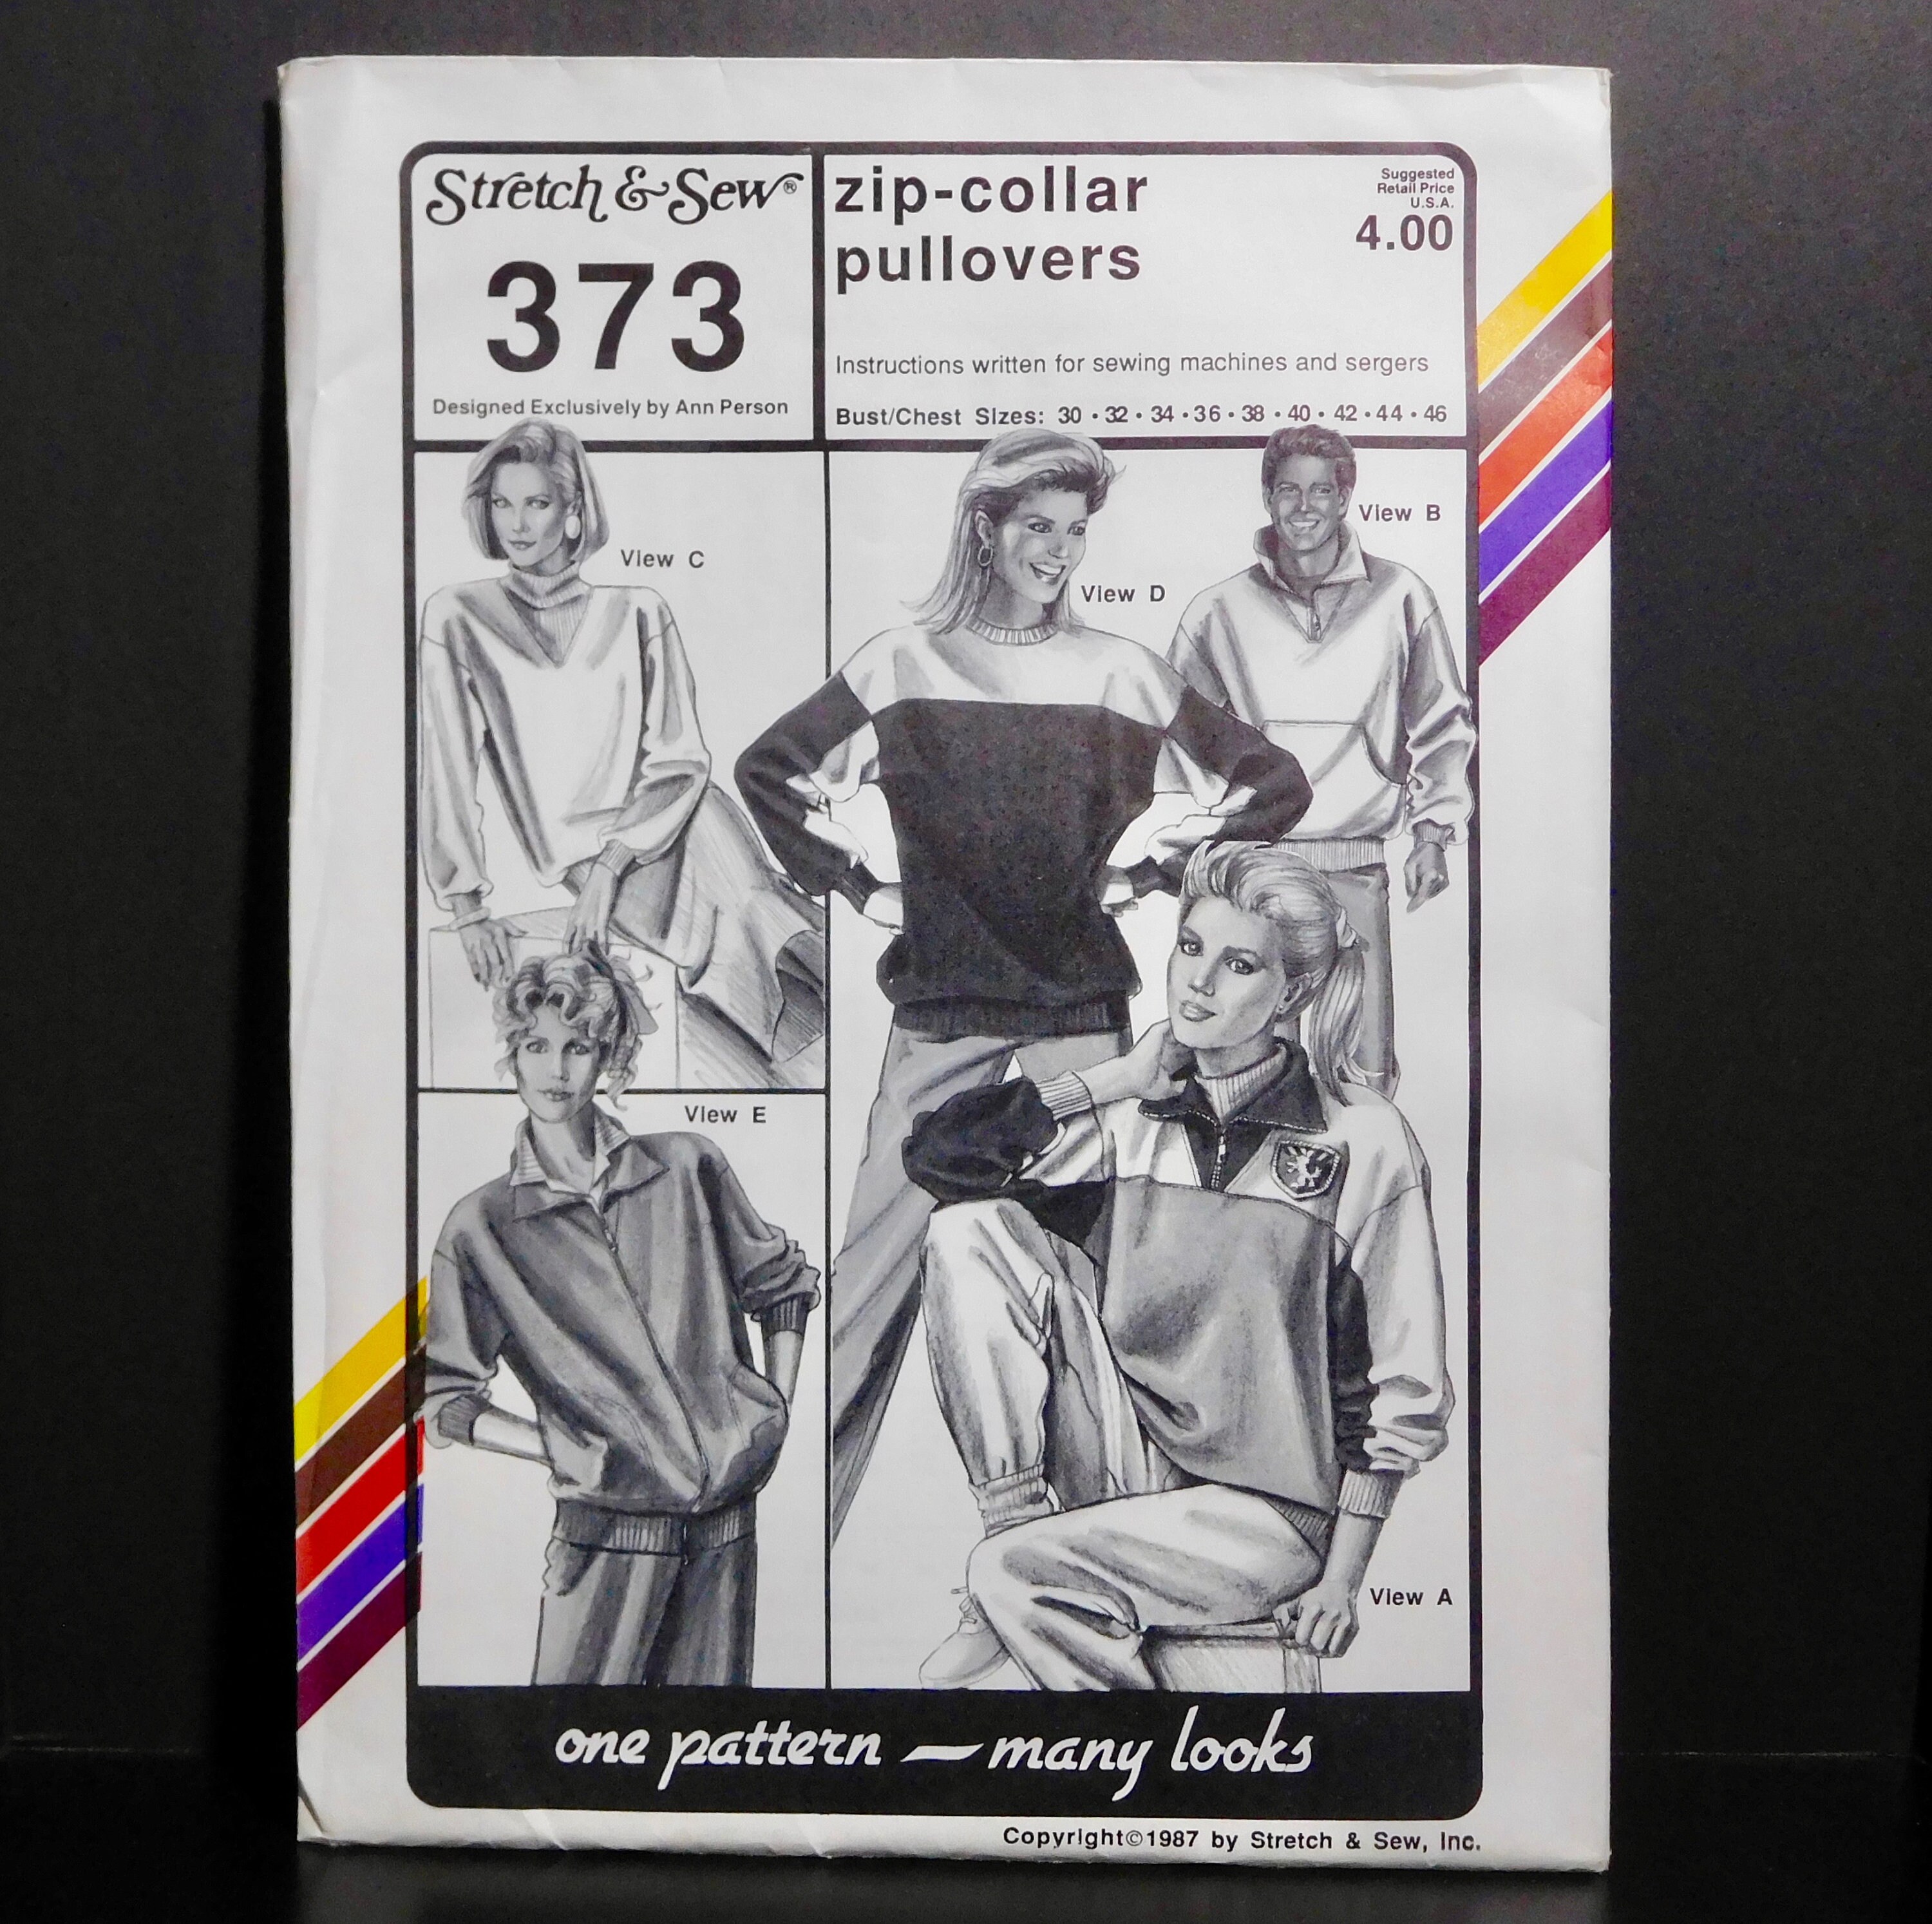 Stretch & Sew®
373
Designed Exclusively by Ann Person
zip-collar
pullovers
Suggested
Retail Price
U.S.A.
4.00
Instructions written for sewing machines and sergers
Bust/Chest Sizes: 30 • 32 • 34 • 36 • 38 • 40 • 42 • 44 • 46
View C
View D
View B
View E
View A
one pattern — many looks
Copyright©1987 by Stretch & Sew, Inc.